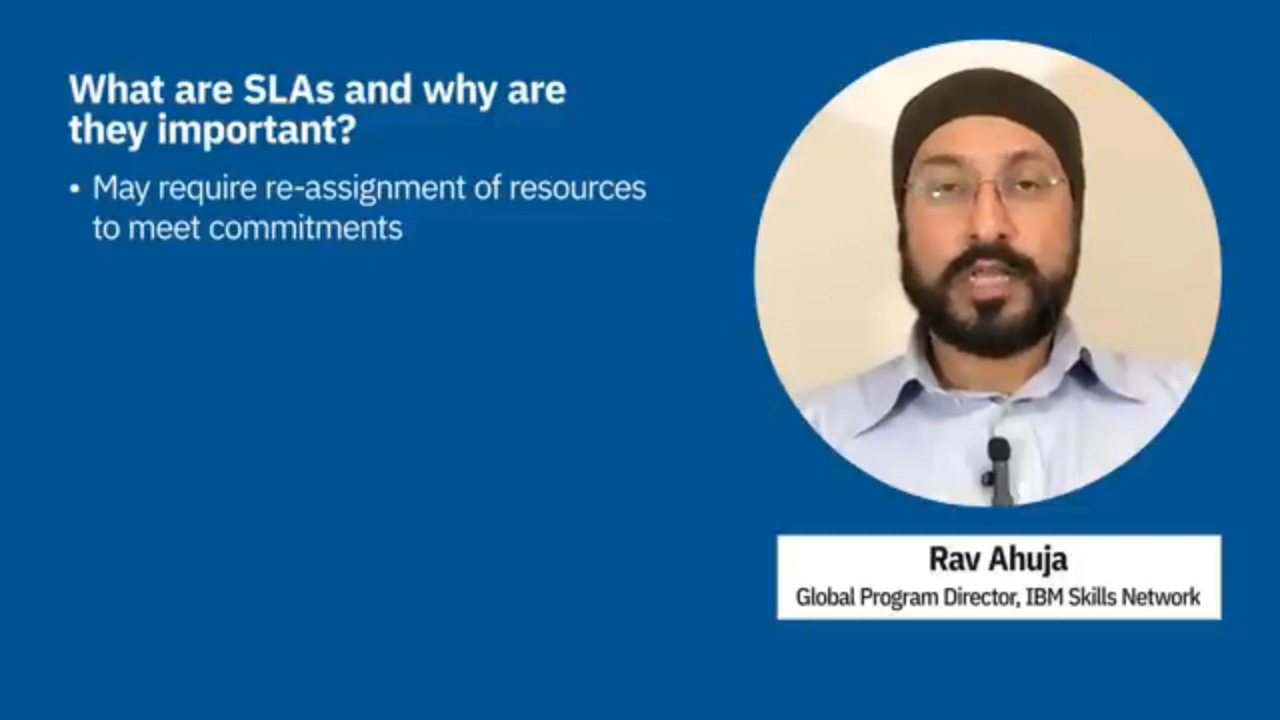 What are SLAs and why are
they important?
• May require re-assignment of resources
to meet commitments
Rav Ahuja
Global Program Director, IBM Skills Network